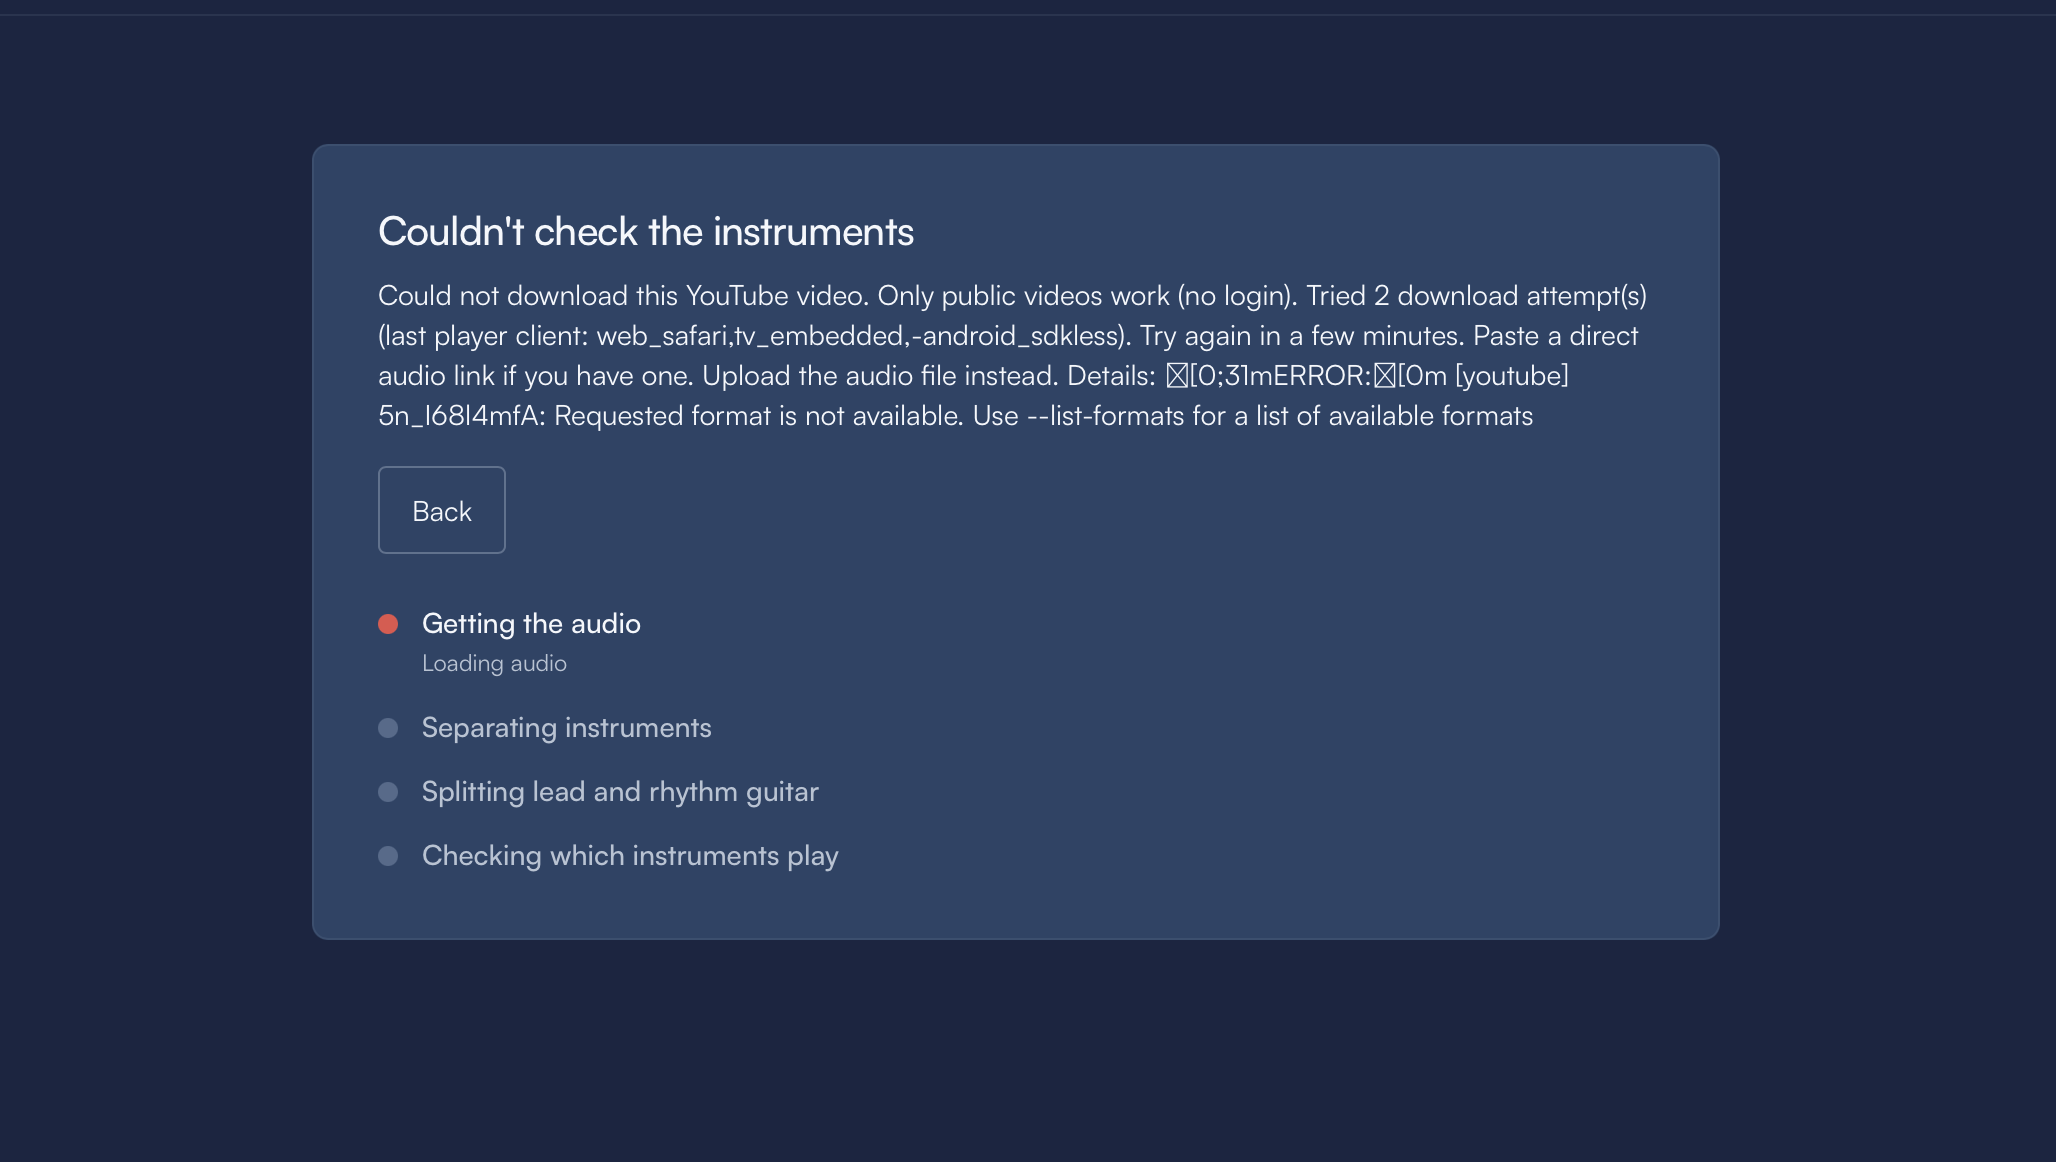 Couldn't check the instruments
Could not download this YouTube video. Only public videos work (no login). Tried 2 download attempt(s)
(last player client: web_safari,tv_embedded,-android_sdkless). Try again in a few minutes. Paste a direct
audio link if you have one. Upload the audio file instead. Details: [0;31mERROR:[0m [youtube]
5n_l68l4mfA: Requested format is not available. Use --list-formats for a list of available formats
Back
Getting the audio
Loading audio
Separating instruments
Splitting lead and rhythm guitar
Checking which instruments play